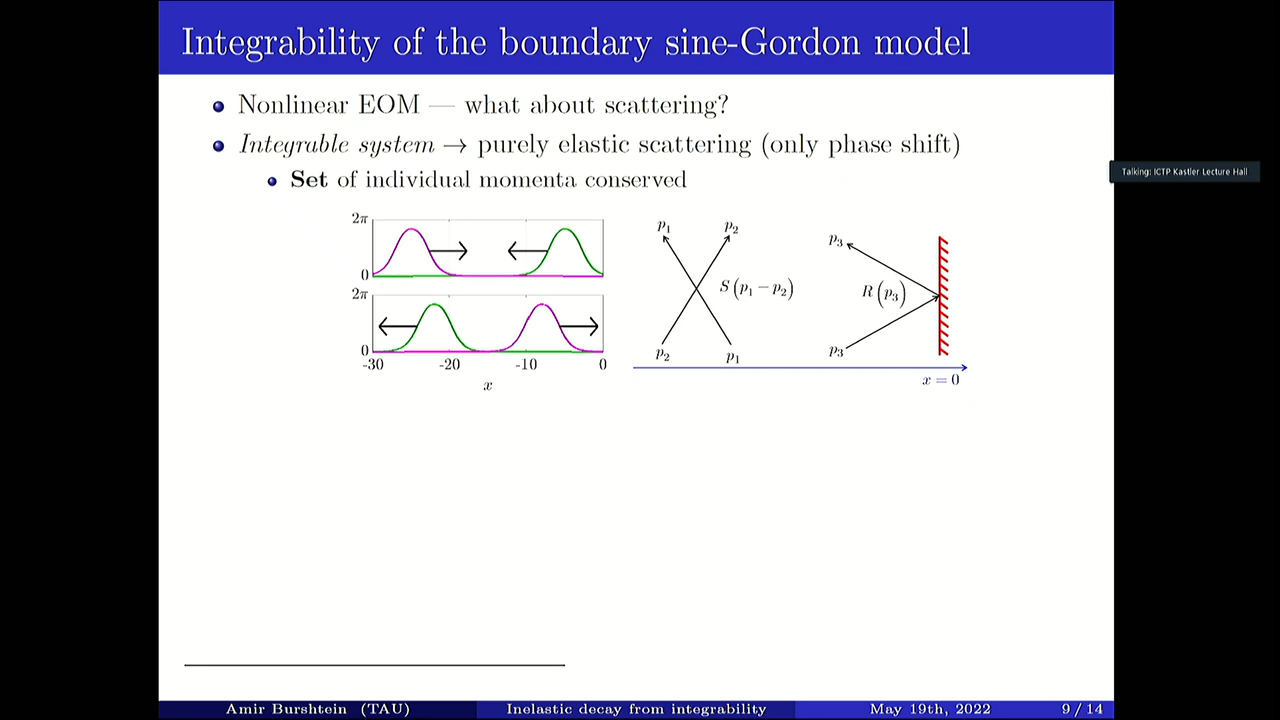 Integrability of the boundary sine-Gordon model
Nonlinear EOM — what about scattering?
Integrable system → purely elastic scattering (only phase shift)
Set of individual momenta conserved
Talking: ICTP Kastler Lecture Hall
2π
0
2π
0
-30 -20 -10 0
x
p₁ p₂
S(p₁ − p₂)
p₂ p₁
p₃
R(p₃)
p₃
x = 0
Amir Burshtein (TAU) Inelastic decay from integrability May 19th, 2022 9 / 14